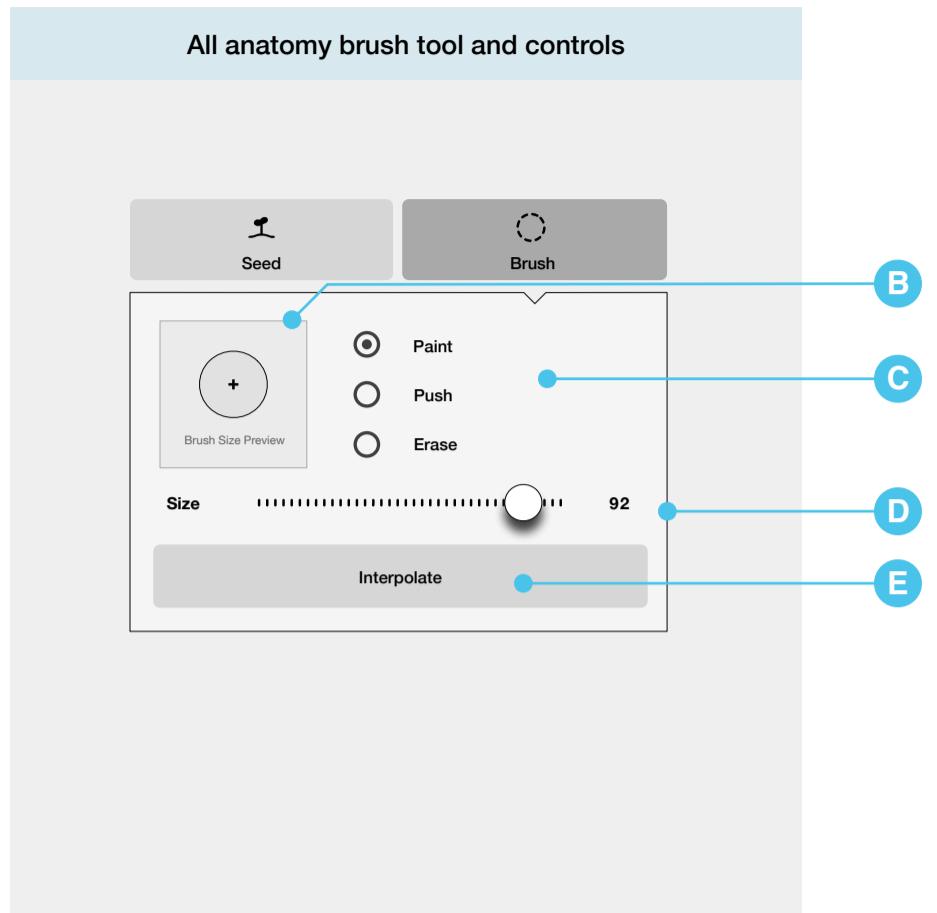 All anatomy brush tool and controls
Seed
Brush
B
Paint
C
Push
Brush Size Preview
Erase
Size
92
D
Interpolate
E